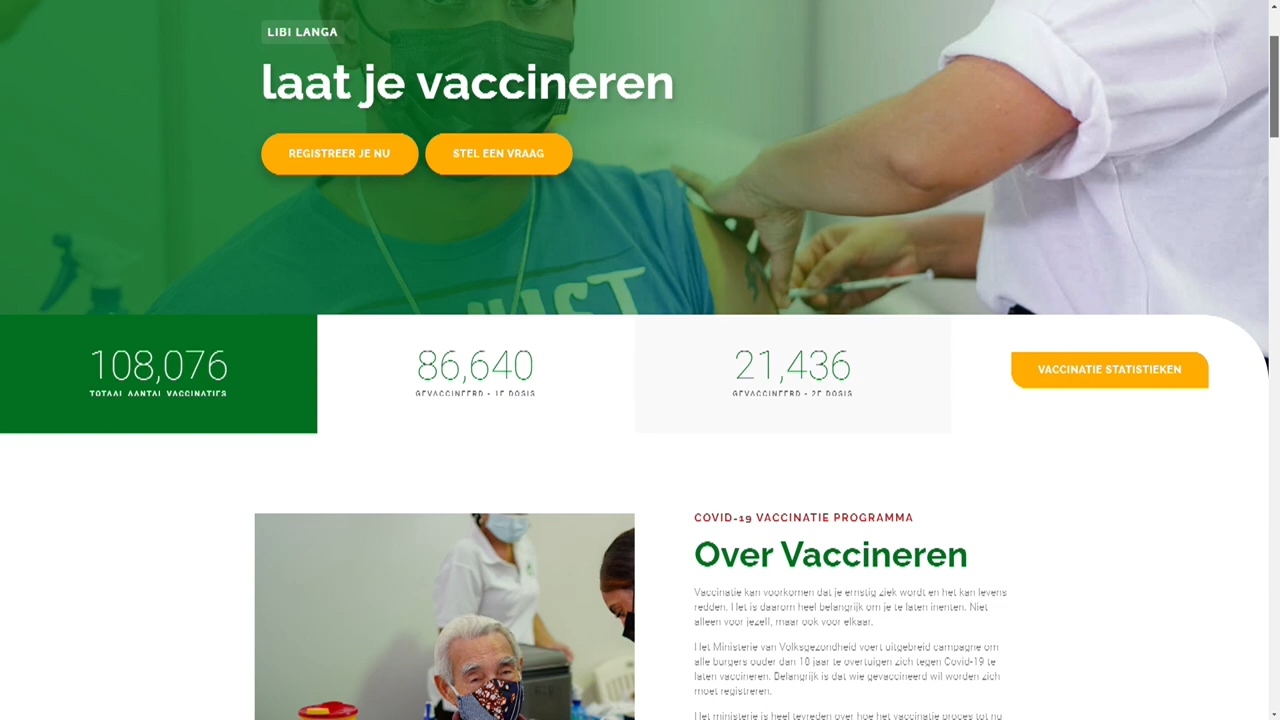 LIBI LANGA
laat je vaccineren
REGISTREER JE NU
STEL EEN VRAAG
108,076
TOTAAL AANTAL VACCINATIES
86,640
GEVACCINEERD - 1E DOSIS
21,436
GEVACCINEERD - 2E DOSIS
VACCINATIE STATISTIEKEN
COVID-19 VACCINATIE PROGRAMMA
Over Vaccineren
Vaccinatie kan voorkomen dat je ernstig ziek wordt en het kan levens
redden. Het is daarom heel belangrijk om je te laten inenten. Niet
alleen voor jezelf, maar ook voor elkaar.
Het Ministerie van Volksgezondheid voert uitgebreid campagne om
alle burgers ouder dan 18 jaar te overtuigen zich tegen Covid-19 te
laten vaccineren. Belangrijk is dat wie gevaccineerd wil worden zich
moet registreren.
Het ministerie is heel tevreden over hoe het vaccinatie proces tot nu